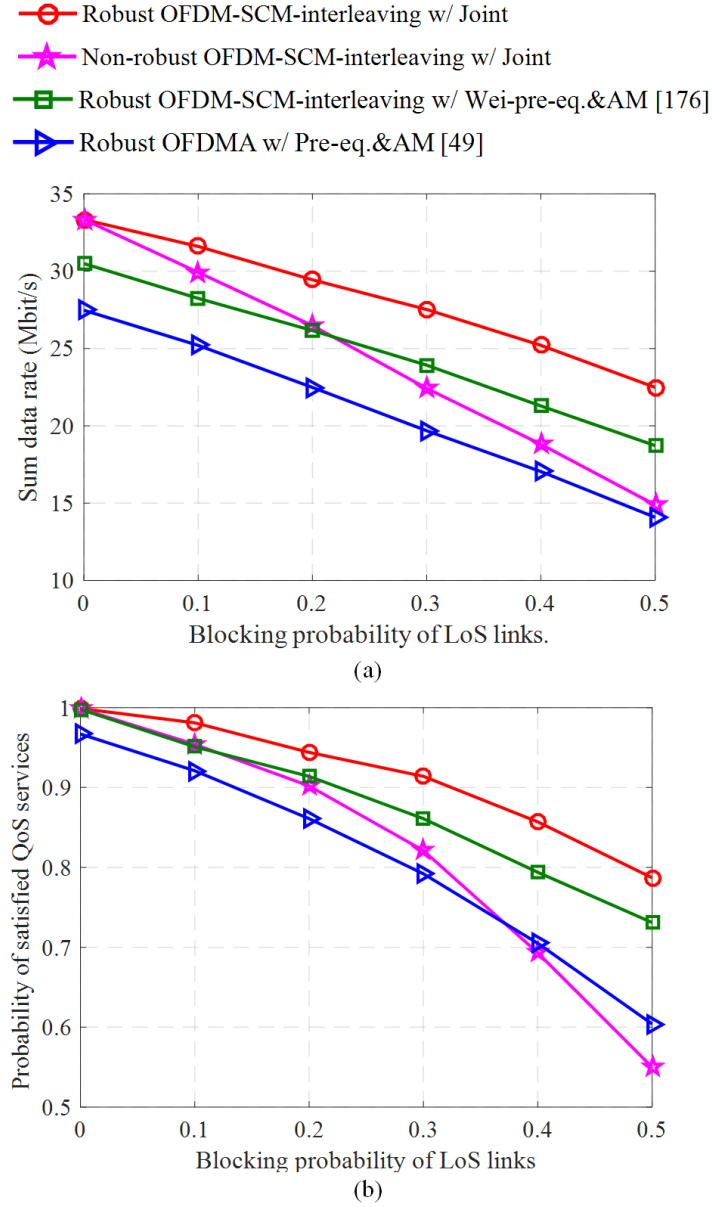 Robust OFDM-SCM-interleaving w/ Joint
Non-robust OFDM-SCM-interleaving w/ Joint
Robust OFDM-SCM-interleaving w/ Wei-pre-eq.&AM [176]
Robust OFDMA w/ Pre-eq.&AM [49]
35
30
25
20
15
10
Sum data rate (Mbit/s)
0 0.1 0.2 0.3 0.4 0.5
Blocking probability of LoS links.
(a)
1
0.9
0.8
0.7
0.6
0.5
Probability of satisfied QoS services
0 0.1 0.2 0.3 0.4 0.5
Blocking probability of LoS links
(b)